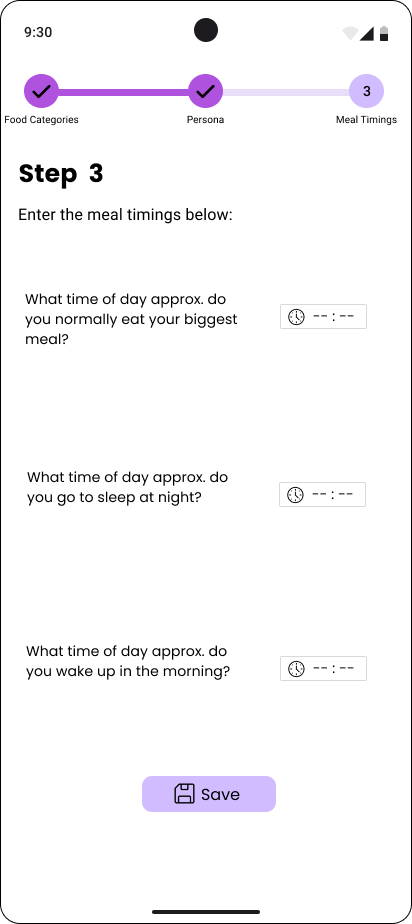 9:30
3
Food Categories
Persona
Meal Timings
Step 3
Enter the meal timings below:
What time of day approx. do
you normally eat your biggest
meal?
-- : --
What time of day approx. do
you go to sleep at night?
-- : --
What time of day approx. do
you wake up in the morning?
-- : --
Save